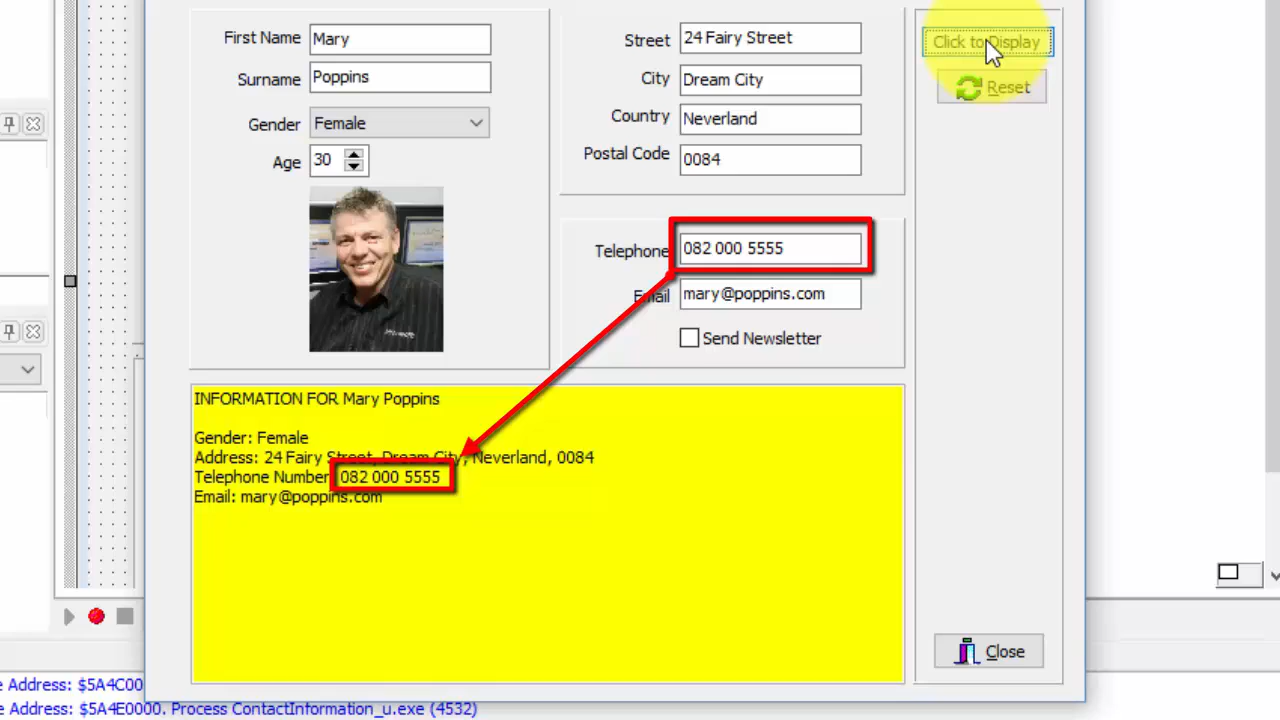 First Name Mary
Surname Poppins
Gender Female
Age 30
Street 24 Fairy Street
City Dream City
Country Neverland
Postal Code 0084
Telephone 082 000 5555
Email mary@poppins.com
Send Newsletter
Click to Display
Reset
INFORMATION FOR Mary Poppins
Gender: Female
Address: 24 Fairy Street, Dream City, Neverland, 0084
Telephone Number 082 000 5555
Email: mary@poppins.com
Close
e Address: $5A4C00
e Address: $5A4E0000. Process ContactInformation_u.exe (4532)